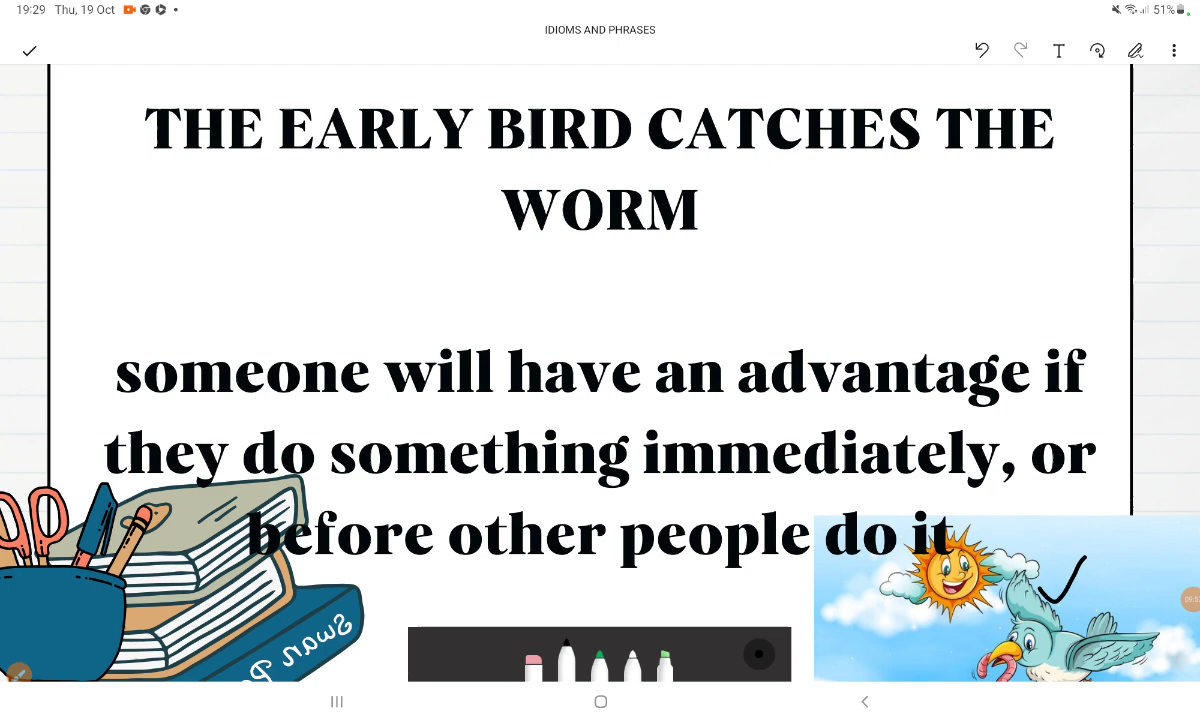 19:29 Thu, 19 Oct
51%
IDIOMS AND PHRASES
THE EARLY BIRD CATCHES THE
WORM
someone will have an advantage if
they do something immediately, or
before other people do it
Swan P